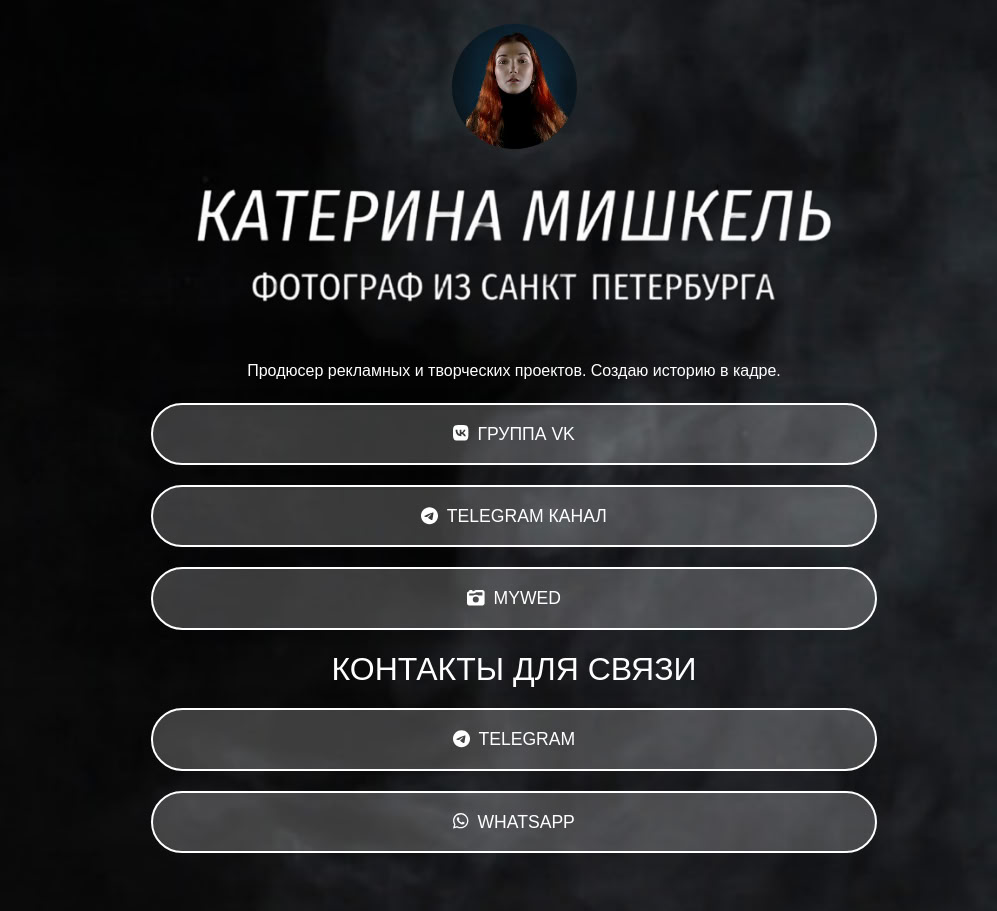 КАТЕРИНА МИШКЕЛЬ
ФОТОГРАФ ИЗ САНКТ ПЕТЕРБУРГА
Продюсер рекламных и творческих проектов. Создаю историю в кадре.
ГРУППА VK
TELEGRAM КАНАЛ
MYWED
КОНТАКТЫ ДЛЯ СВЯЗИ
TELEGRAM
WHATSAPP